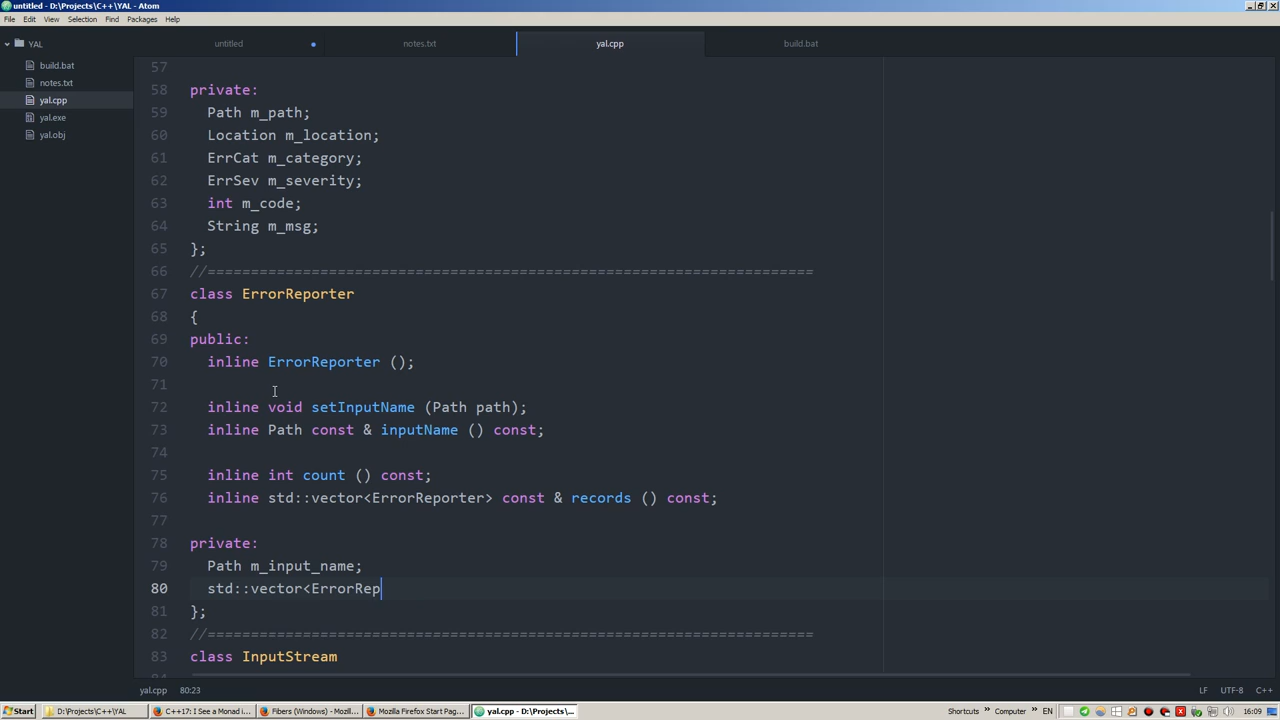 untitled - D:\Projects\C++\YAL - Atom
File Edit View Selection Find Packages Help
YAL
build.bat
notes.txt
yal.cpp
yal.exe
yal.obj
untitled notes.txt yal.cpp build.bat
57
58 private:
59 Path m_path;
60 Location m_location;
61 ErrCat m_category;
62 ErrSev m_severity;
63 int m_code;
64 String m_msg;
65 };
66 //======================================================================
67 class ErrorReporter
68 {
69 public:
70 inline ErrorReporter ();
71
72 inline void setInputName (Path path);
73 inline Path const & inputName () const;
74
75 inline int count () const;
76 inline std::vector<ErrorReporter> const & records () const;
77
78 private:
79 Path m_input_name;
80 std::vector<ErrorRep
81 };
82 //======================================================================
83 class InputStream
yal.cpp 80:23 LF UTF-8 C++
Start D:\Projects\C++\YAL C++17: I See a Monad i... Fibers (Windows) - Mozil... Mozilla Firefox Start Pag... yal.cpp - D:\Projects\... Shortcuts » Computer » EN 16:09